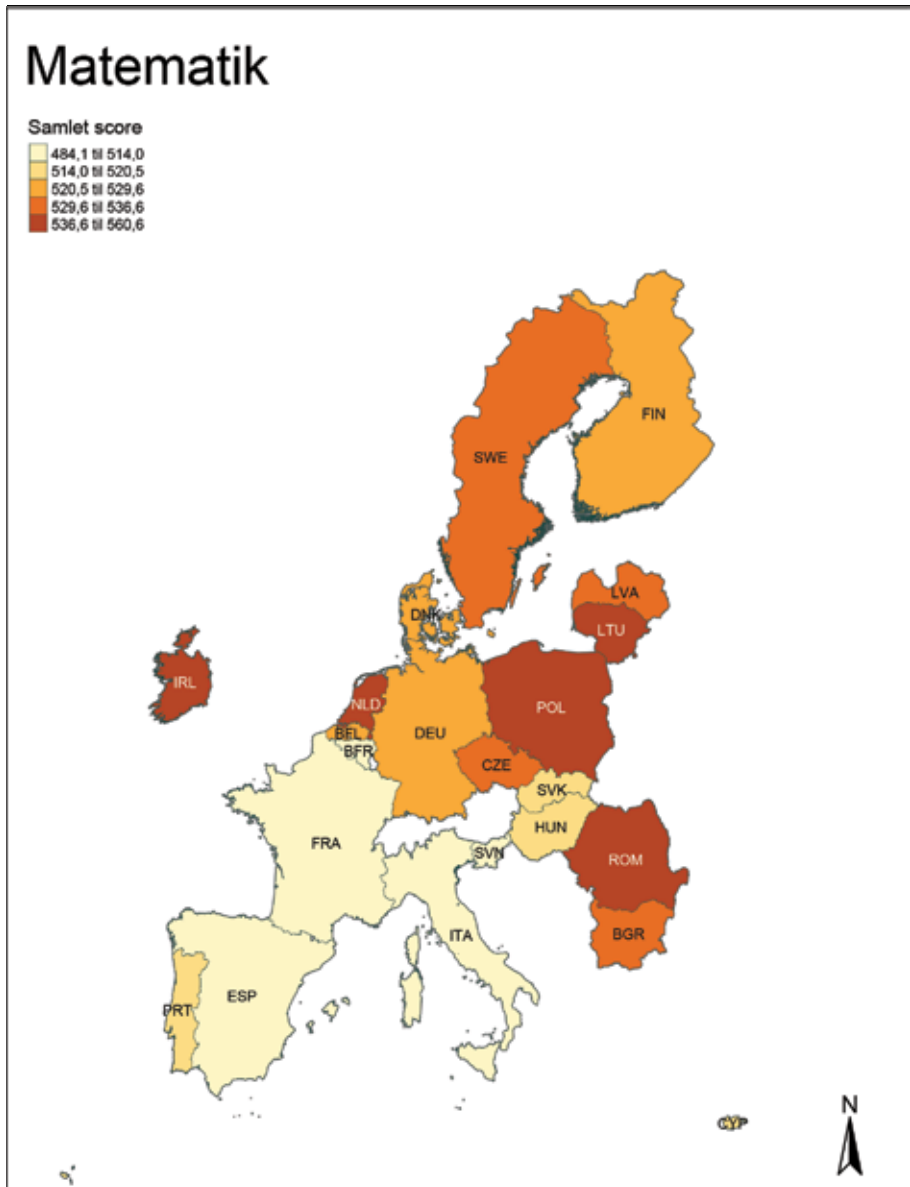 Matematik
Samlet score
484,1 til 514,0
514,0 til 520,5
520,5 til 529,6
529,6 til 536,6
536,6 til 560,6
FIN
SWE
LVA
DNK
LTU
IRL
NLD
POL
BFL
DEU
BFR
CZE
SVK
HUN
FRA
SVN
ROM
ITA
BGR
ESP
PRT
N
CYP